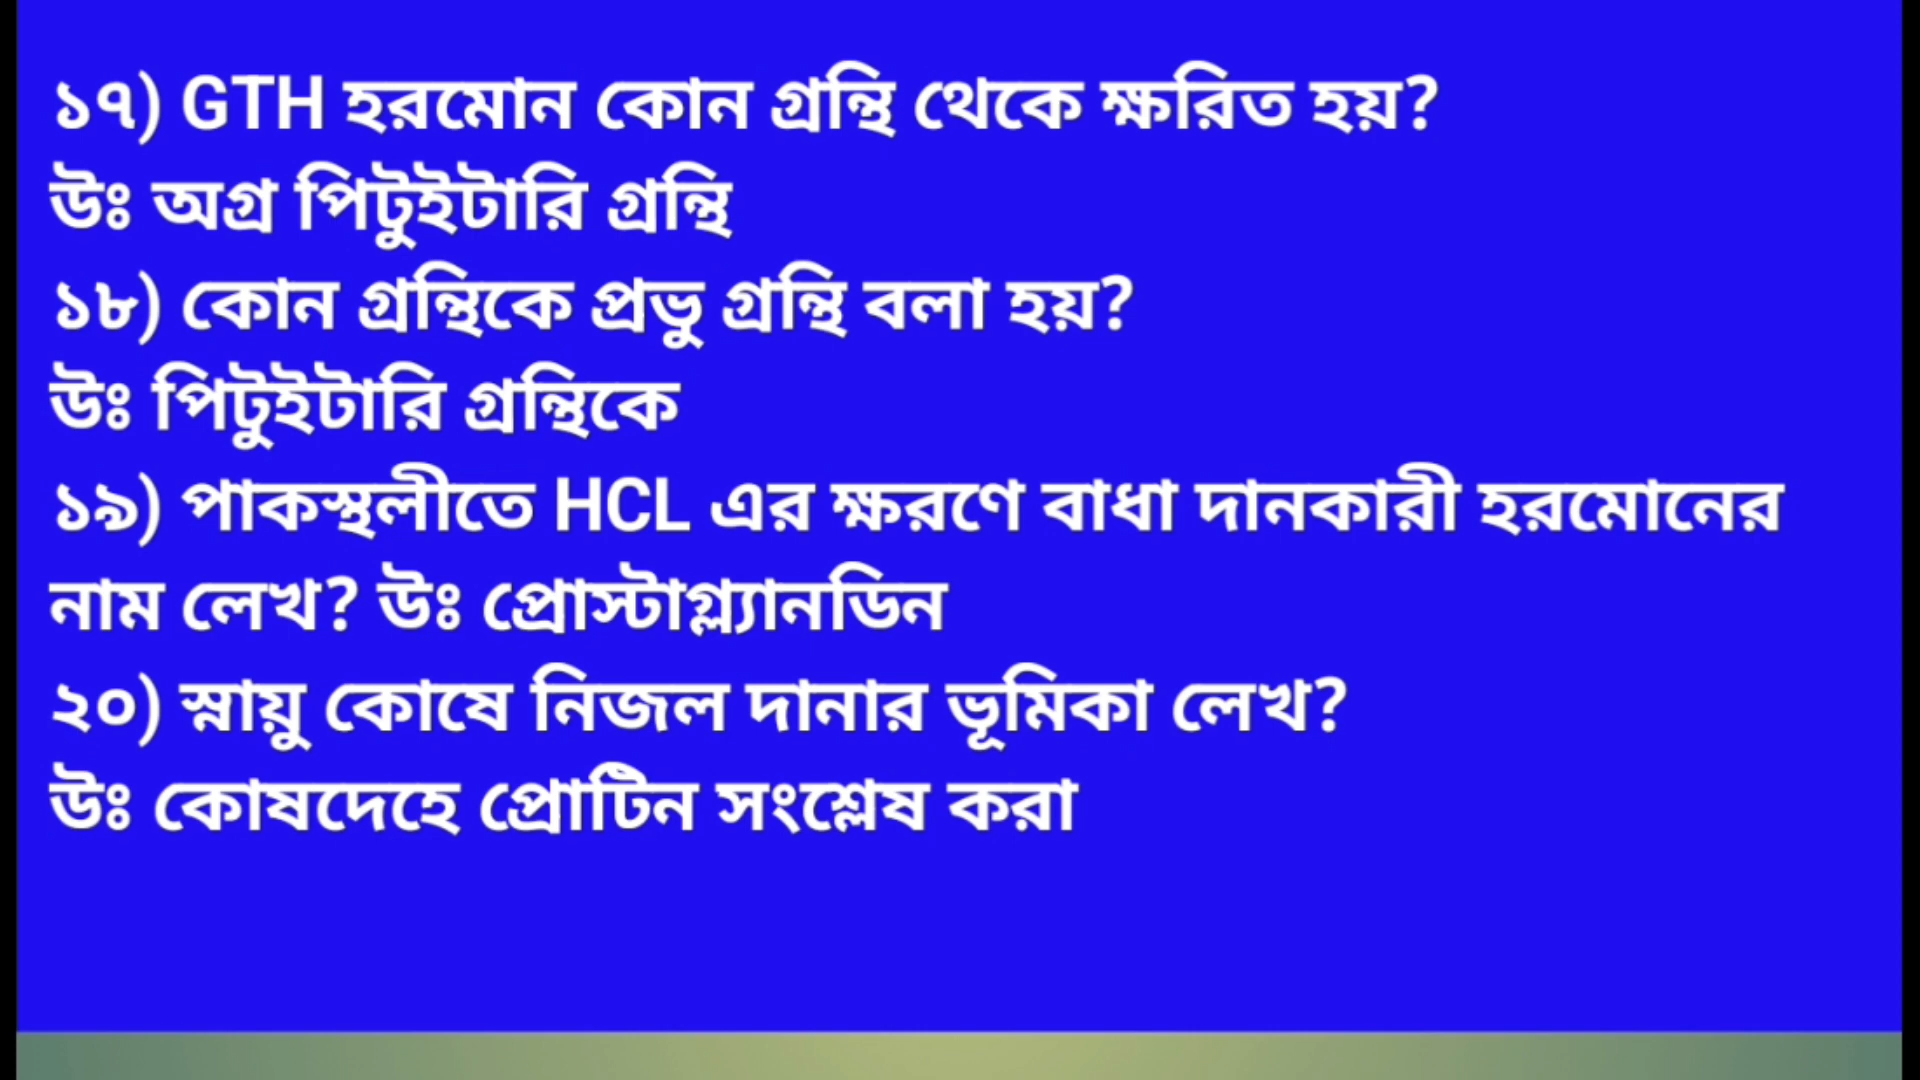 ১৭) GTH হরমোন কোন গ্রন্থি থেকে ক্ষরিত হয়?
উঃ অগ্র পিটুইটারি গ্রন্থি
১৮) কোন গ্রন্থিকে প্রভু গ্রন্থি বলা হয়?
উঃ পিটুইটারি গ্রন্থিকে
১৯) পাকস্থলীতে HCL এর ক্ষরণে বাধা দানকারী হরমোনের
নাম লেখ? উঃ প্রোস্টাগ্ল্যানডিন
২০) স্নায়ু কোষে নিজল দানার ভূমিকা লেখ?
উঃ কোষদেহে প্রোটিন সংশ্লেষ করা